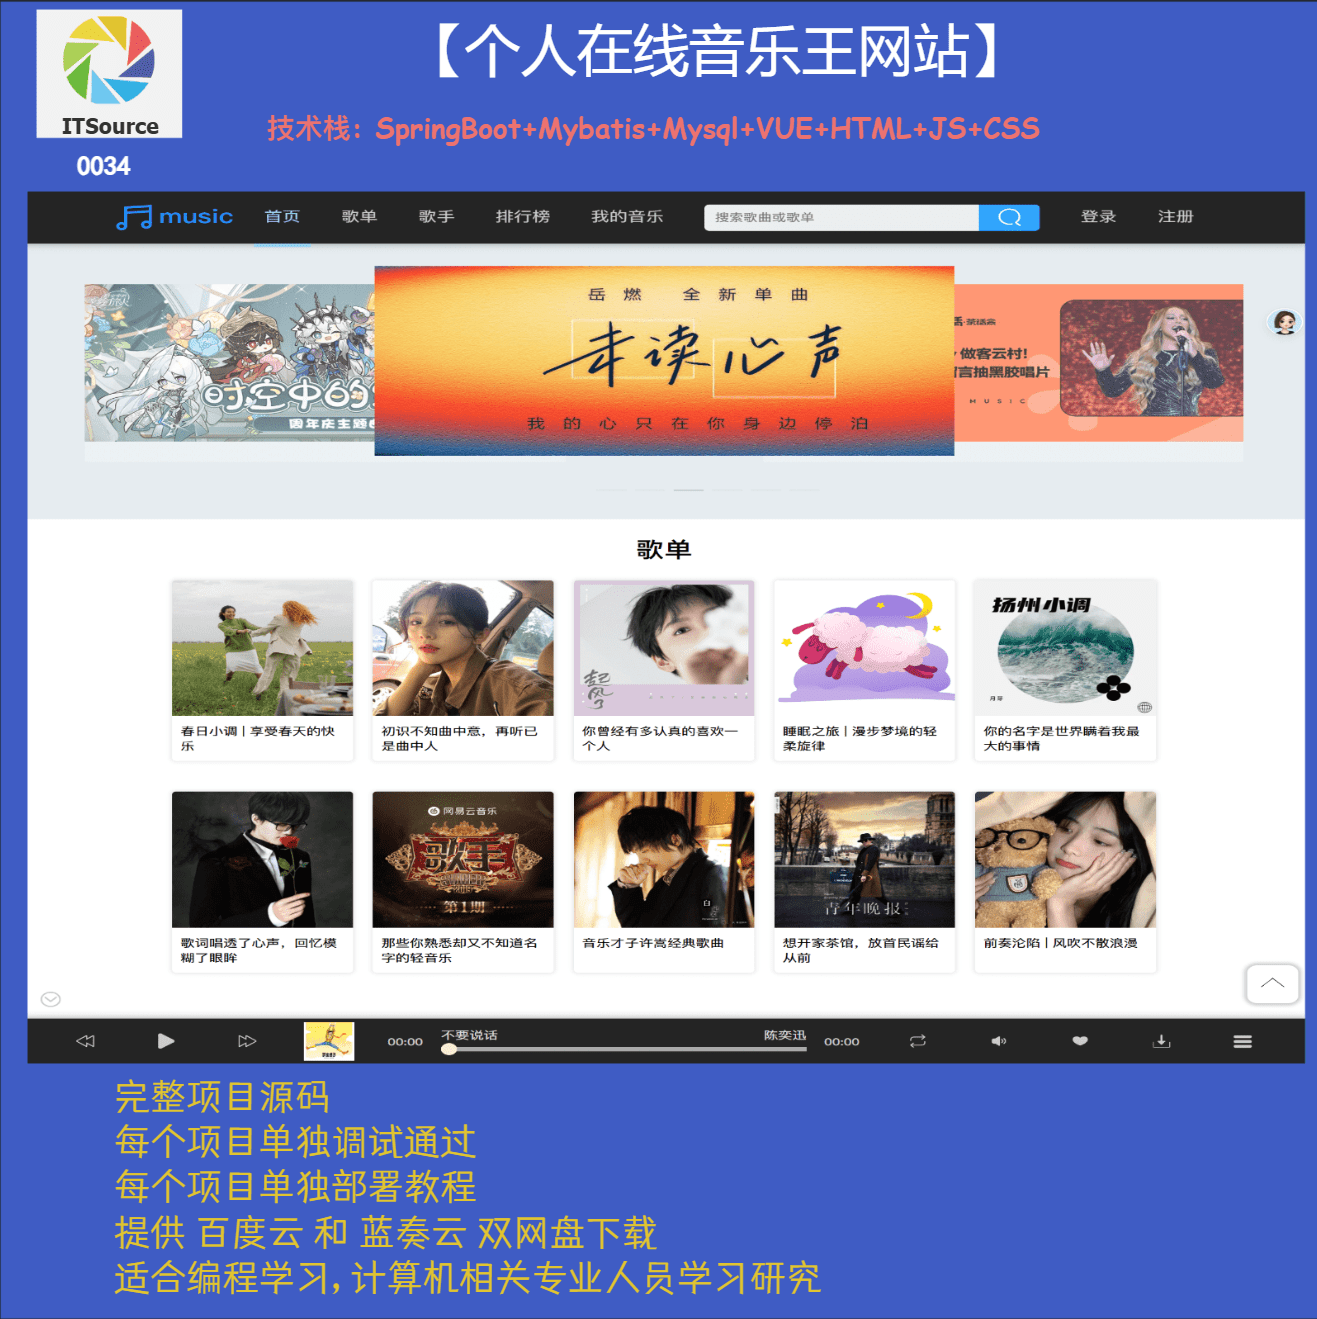 【个人在线音乐王网站】
ITSource
技术栈：SpringBoot+Mybatis+Mysql+VUE+HTML+JS+CSS
0034
music 首页 歌单 歌手 排行榜 我的音乐 搜索歌曲或歌单 登录 注册
岳燃 全新单曲
未读心声
我的心只在你身边停泊
时空中的
周年庆主题
做客云村!
言抽黑胶唱片
MUSIC
歌单
扬州小调
起风了
春日小调 | 享受春天的快乐
初识不知曲中意，再听已是曲中人
你曾经有多认真的喜欢一个人
睡眠之旅 | 漫步梦境的轻柔旋律
你的名字是世界瞒着我最大的事情
网易云音乐
歌手
第1期
青年晚报
歌词唱透了心声，回忆模糊了眼眸
那些你熟悉却又不知道名字的轻音乐
音乐才子许嵩经典歌曲
想开家茶馆，放首民谣给从前
前奏沦陷 | 风吹不散浪漫
00:00 不要说话 陈奕迅 00:00
完整项目源码
每个项目单独调试通过
每个项目单独部署教程
提供 百度云 和 蓝奏云 双网盘下载
适合编程学习, 计算机相关专业人员学习研究